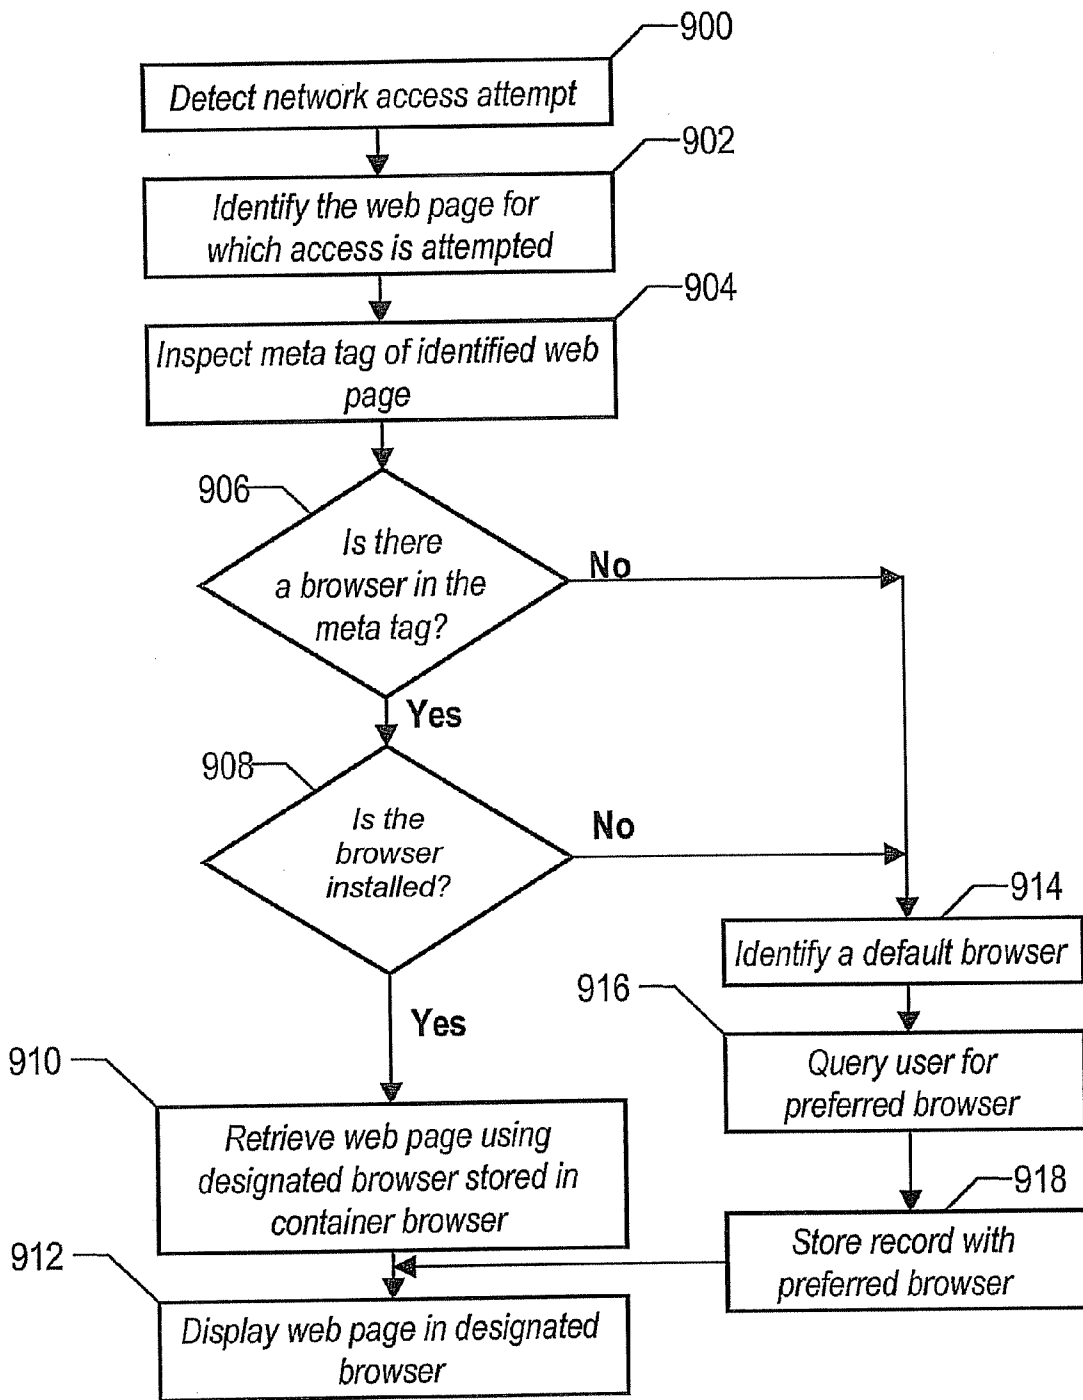 900
Detect network access attempt
902
Identify the web page for
which access is attempted
904
Inspect meta tag of identified web
page
906
Is there
a browser in the
meta tag?
No
Yes
908
Is the
browser
installed?
No
Yes
914
Identify a default browser
916
Query user for
preferred browser
910
Retrieve web page using
designated browser stored in
container browser
918
Store record with
preferred browser
912
Display web page in designated
browser